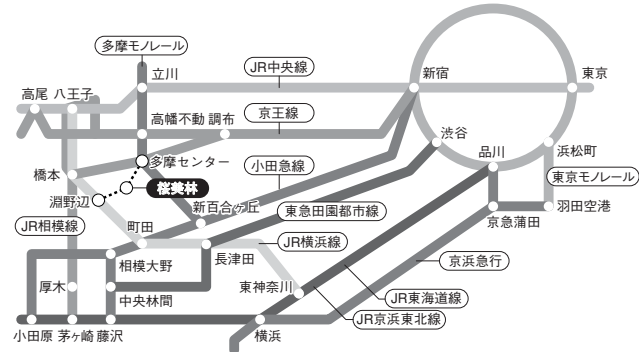 多摩モノレール
立川
JR中央線
新宿
東京
高尾 八王子
高幡不動 調布
京王線
渋谷
品川
浜松町
多摩センター
小田急線
東京モノレール
橋本
桜美林
淵野辺
新百合ヶ丘
東急田園都市線
京急蒲田
羽田空港
JR相模線
町田
JR横浜線
相模大野
長津田
京浜急行
厚木
中央林間
東神奈川
JR東海道線
JR京浜東北線
小田原 茅ヶ崎 藤沢
横浜